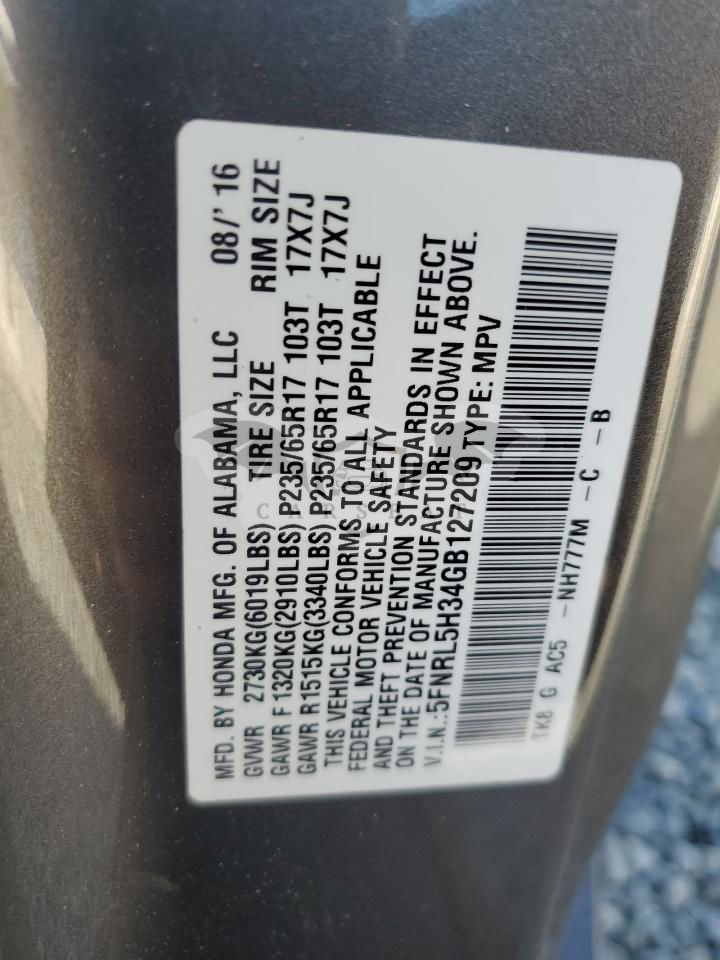 MFD. BY HONDA MFG. OF ALABAMA, LLC 08/'16
GVWR 2730KG(6019LBS) TIRE SIZE RIM SIZE
GAWR F 1320KG(2910LBS) P235/65R17 103T 17X7J
GAWR R1515KG(3340LBS) P235/65R17 103T 17X7J
THIS VEHICLE CONFORMS TO ALL APPLICABLE
FEDERAL MOTOR VEHICLE SAFETY
AND THEFT PREVENTION STANDARDS IN EFFECT
ON THE DATE OF MANUFACTURE SHOWN ABOVE.
V.I.N.:5FNRL5H34GB127209 TYPE: MPV
TK8 G AC5 -NH777M -C -B